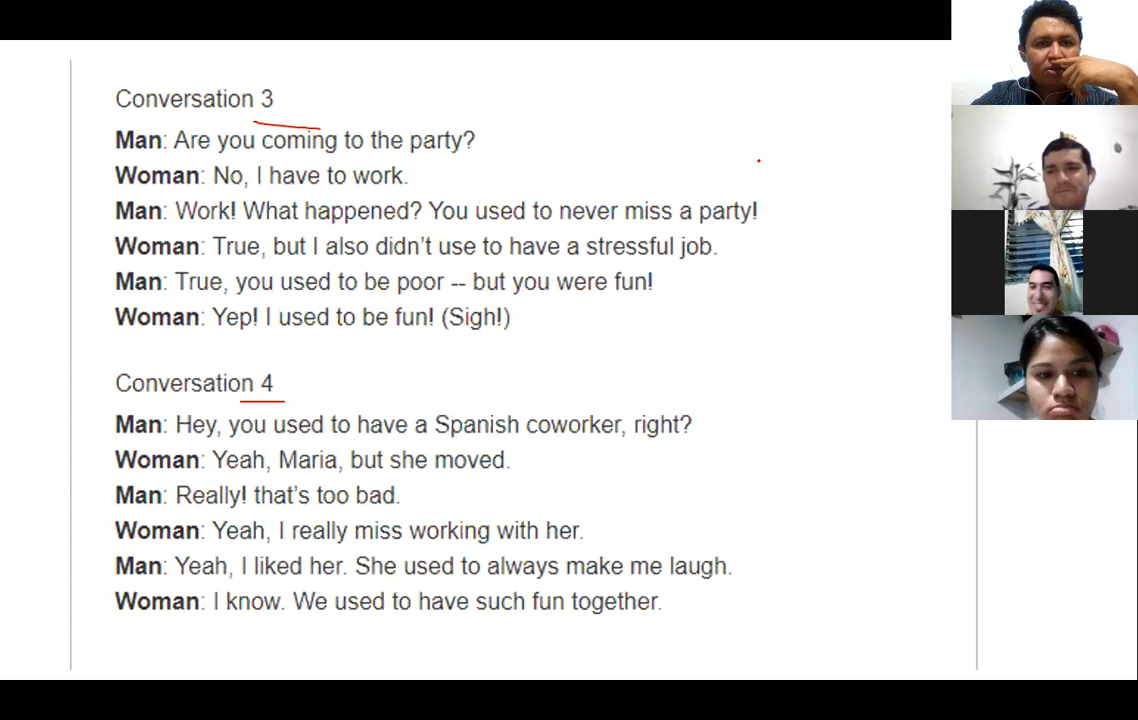 Conversation 3
Man: Are you coming to the party?
Woman: No, I have to work.
Man: Work! What happened? You used to never miss a party!
Woman: True, but I also didn’t use to have a stressful job.
Man: True, you used to be poor -- but you were fun!
Woman: Yep! I used to be fun! (Sigh!)
Conversation 4
Man: Hey, you used to have a Spanish coworker, right?
Woman: Yeah, Maria, but she moved.
Man: Really! that’s too bad.
Woman: Yeah, I really miss working with her.
Man: Yeah, I liked her. She used to always make me laugh.
Woman: I know. We used to have such fun together.